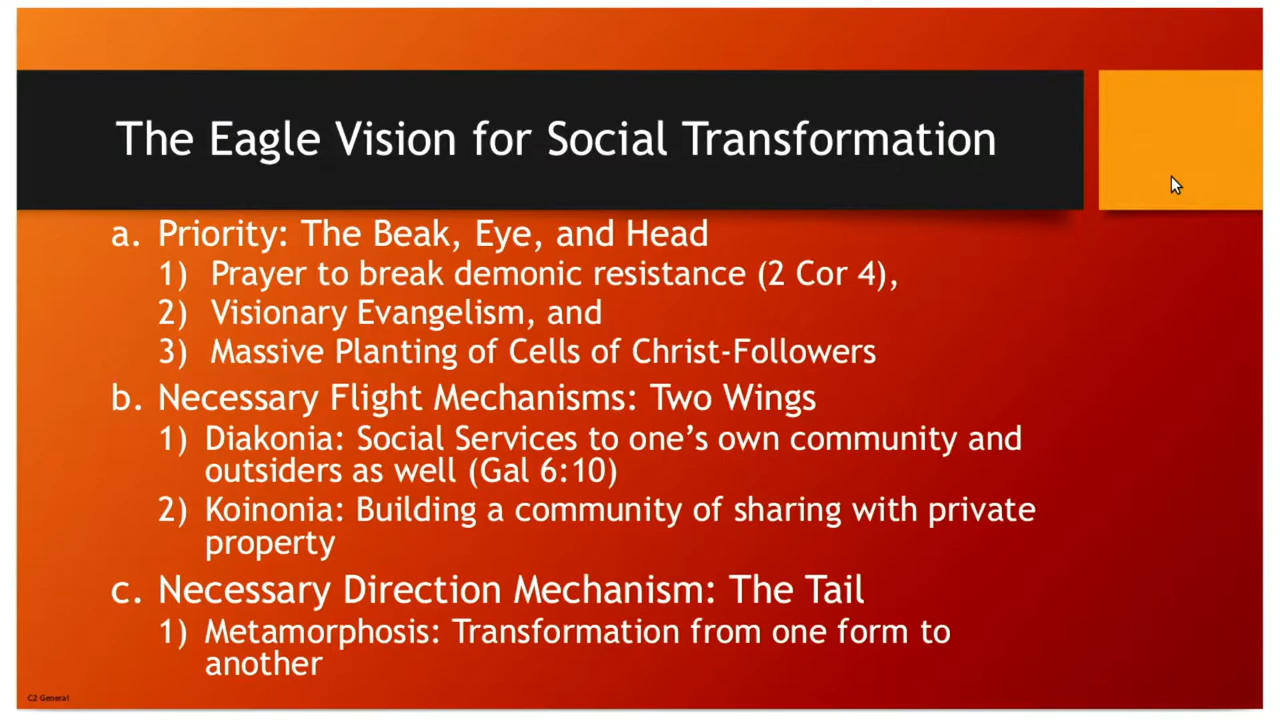 The Eagle Vision for Social Transformation
a. Priority: The Beak, Eye, and Head
1) Prayer to break demonic resistance (2 Cor 4),
2) Visionary Evangelism, and
3) Massive Planting of Cells of Christ-Followers
b. Necessary Flight Mechanisms: Two Wings
1) Diakonia: Social Services to one’s own community and
outsiders as well (Gal 6:10)
2) Koinonia: Building a community of sharing with private
property
c. Necessary Direction Mechanism: The Tail
1) Metamorphosis: Transformation from one form to
another
C2 General